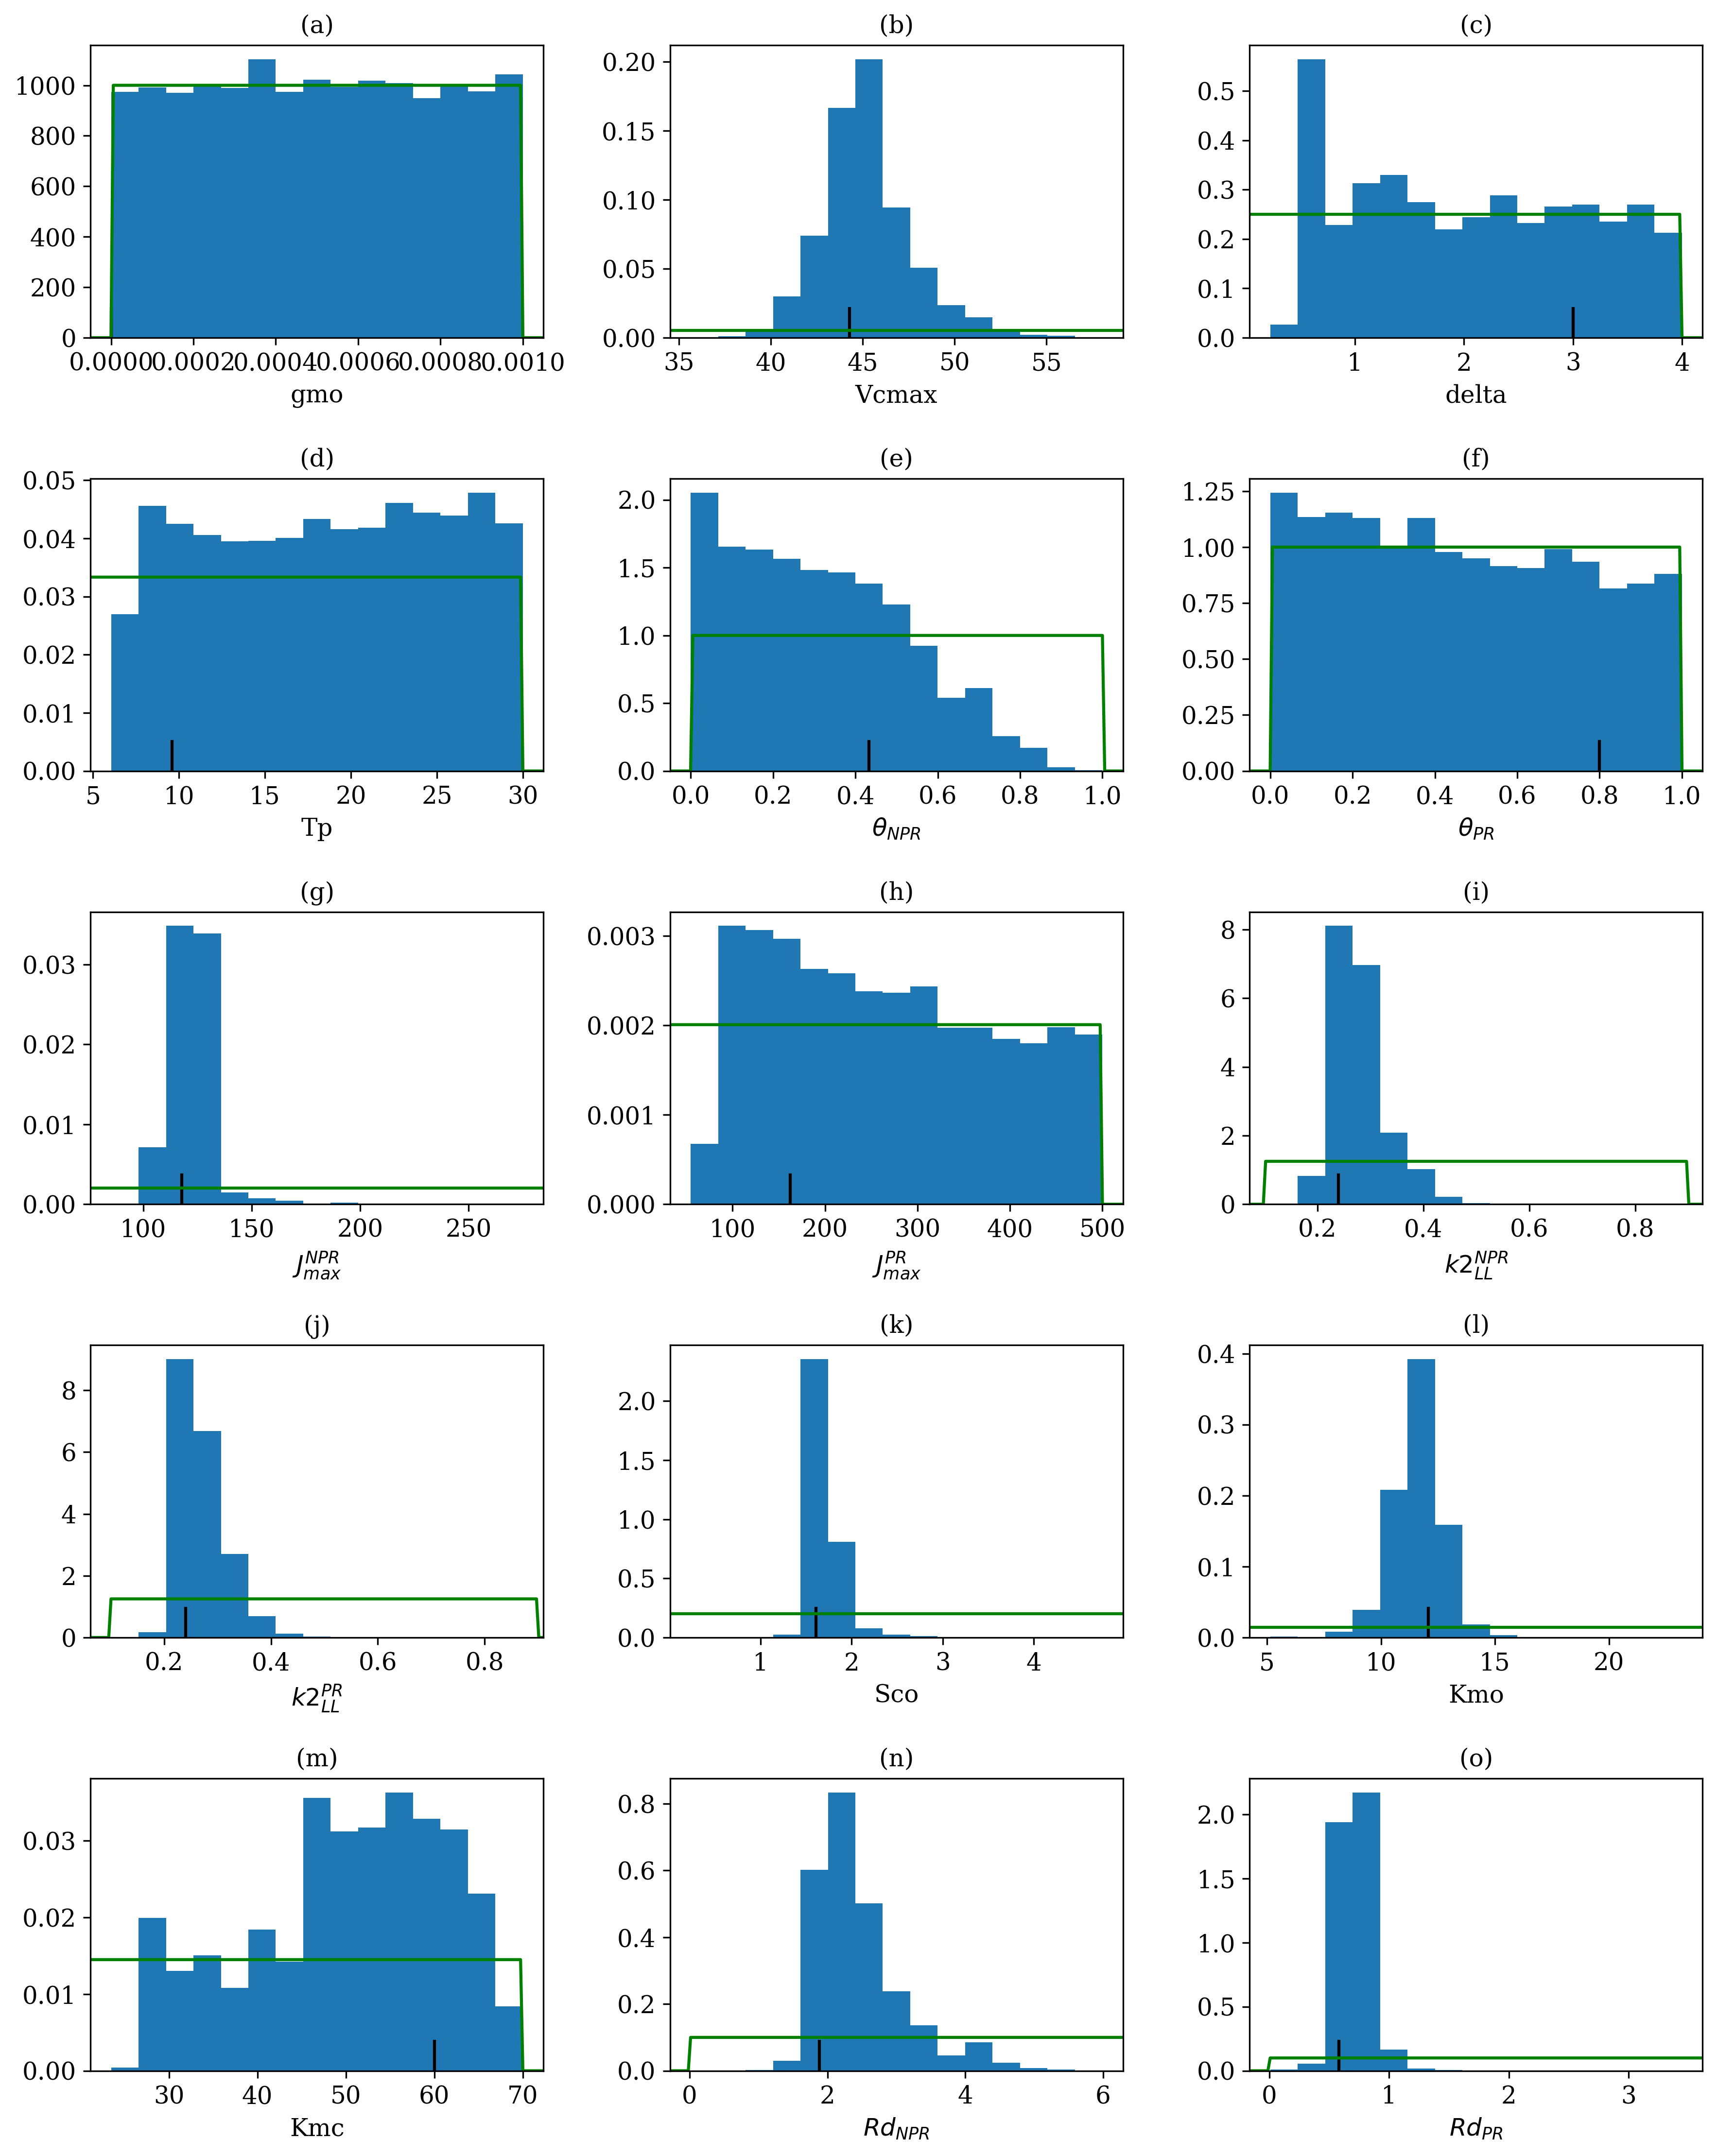 (a)
1000
800
600
400
200
0
0.0000 0.0002 0.0004 0.0006 0.0008 0.0010
gmo
(b)
0.20
0.15
0.10
0.05
0.00
35 40 45 50 55
Vcmax
(c)
0.5
0.4
0.3
0.2
0.1
0.0
1 2 3 4
delta
(d)
0.05
0.04
0.03
0.02
0.01
0.00
5 10 15 20 25 30
Tp
(e)
2.0
1.5
1.0
0.5
0.0
0.0 0.2 0.4 0.6 0.8 1.0
θ_NPR
(f)
1.25
1.00
0.75
0.50
0.25
0.00
0.0 0.2 0.4 0.6 0.8 1.0
θ_PR
(g)
0.03
0.02
0.01
0.00
100 150 200 250
J_max^NPR
(h)
0.003
0.002
0.001
0.000
100 200 300 400 500
J_max^PR
(i)
8
6
4
2
0
0.2 0.4 0.6 0.8
k2_LL^NPR
(j)
8
6
4
2
0
0.2 0.4 0.6 0.8
k2_LL^PR
(k)
2.0
1.5
1.0
0.5
0.0
1 2 3 4
Sco
(l)
0.4
0.3
0.2
0.1
0.0
5 10 15 20
Kmo
(m)
0.03
0.02
0.01
0.00
30 40 50 60 70
Kmc
(n)
0.8
0.6
0.4
0.2
0.0
0 2 4 6
Rd_NPR
(o)
2.0
1.5
1.0
0.5
0.0
0 1 2 3
Rd_PR